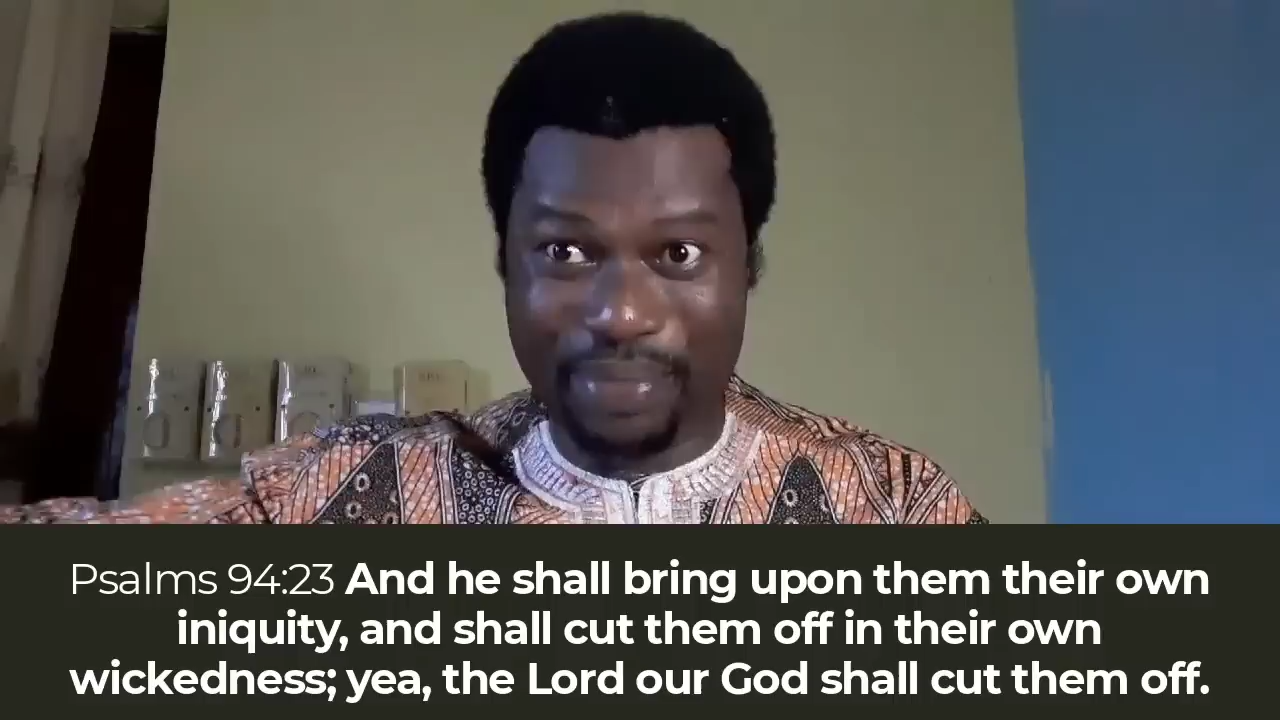 Psalms 94:23 And he shall bring upon them their own
iniquity, and shall cut them off in their own
wickedness; yea, the Lord our God shall cut them off.